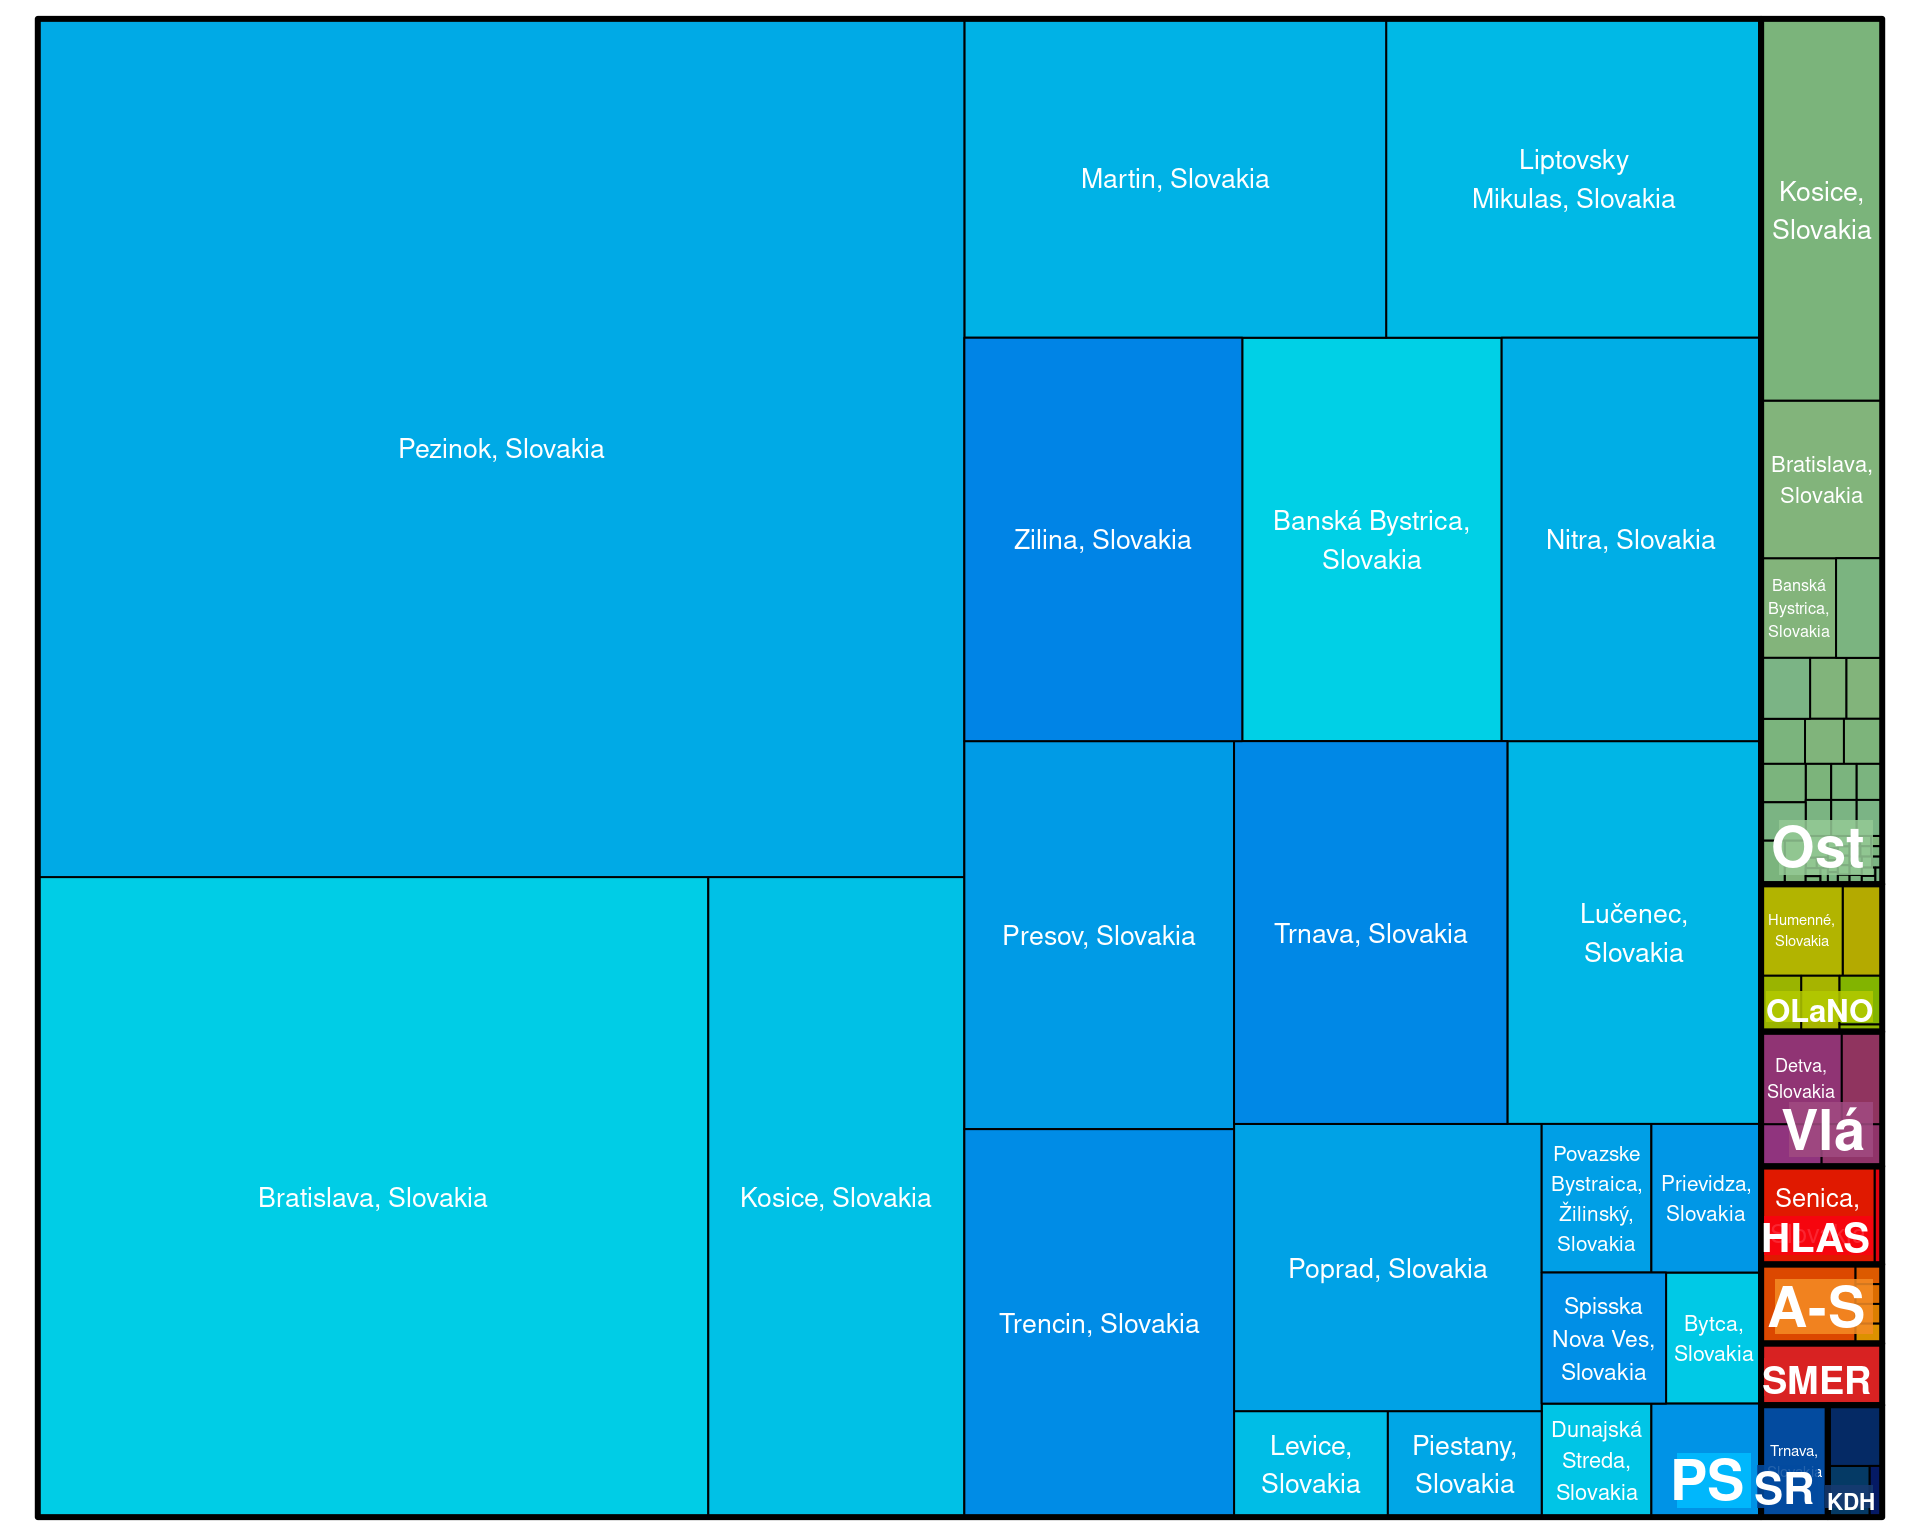 Pezinok, Slovakia
Martin, Slovakia
Liptovsky
Mikulas, Slovakia
Zilina, Slovakia
Banská Bystrica,
Slovakia
Nitra, Slovakia
Bratislava, Slovakia
Kosice, Slovakia
Presov, Slovakia
Trnava, Slovakia
Lučenec,
Slovakia
Trencin, Slovakia
Poprad, Slovakia
Povazske
Bystraica,
Žilinský,
Slovakia
Prievidza,
Slovakia
Spisska
Nova Ves,
Slovakia
Bytca,
Slovakia
Levice,
Slovakia
Piestany,
Slovakia
Dunajská
Streda,
Slovakia
PS
Kosice,
Slovakia
Bratislava,
Slovakia
Banská
Bystrica,
Slovakia
Ost
Humenné,
Slovakia
OLaNO
Detva,
Slovakia
Vlá
Senica,
HLAS
A-S
SMER
Trnava,
SR
KDH